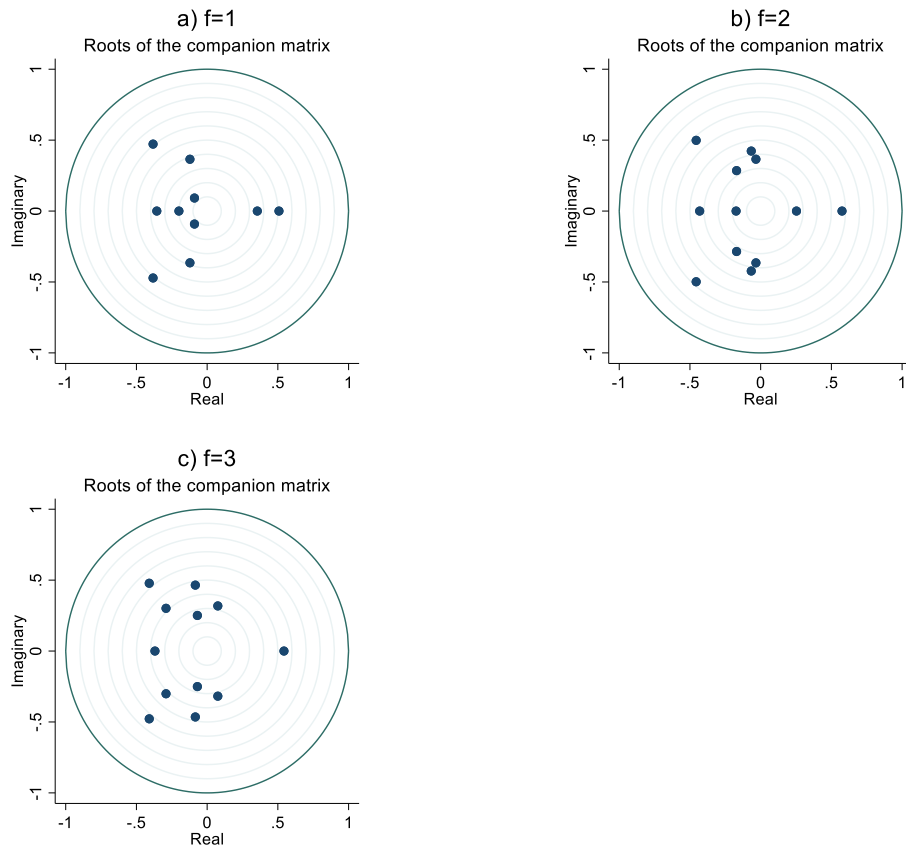 a) f=1
Roots of the companion matrix
Imaginary
1
.5
0
-.5
-1
-1
-.5
0
.5
1
Real
b) f=2
Roots of the companion matrix
Imaginary
1
.5
0
-.5
-1
-1
-.5
0
.5
1
Real
c) f=3
Roots of the companion matrix
Imaginary
1
.5
0
-.5
-1
-1
-.5
0
.5
1
Real